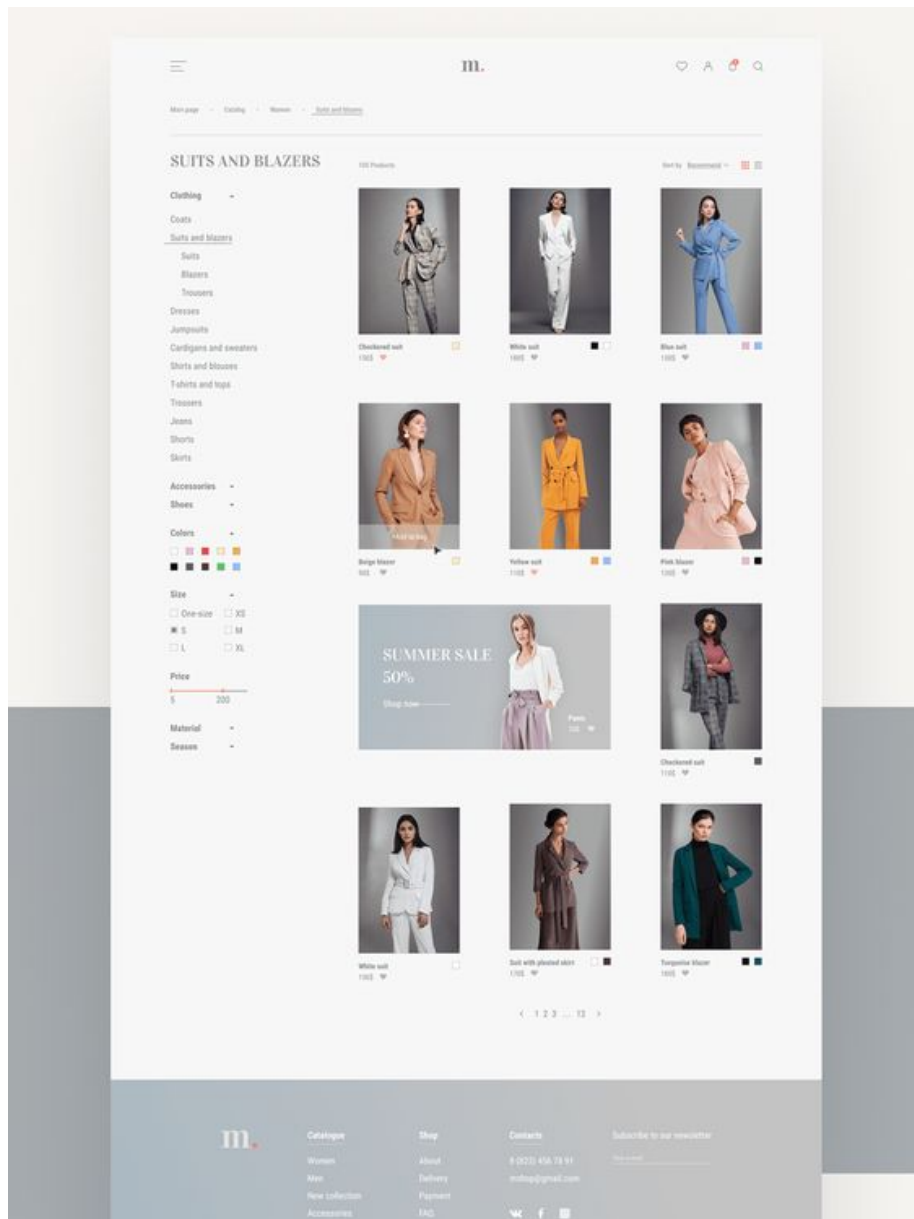 m.
Main page - Catalog - Women - Suits and blazers
SUITS AND BLAZERS
Products
Sort by Recommend
Clothing
Coats
Suits and blazers
Suits
Blazers
Trousers
Dresses
Jumpsuits
Cardigans and sweaters
Shirts and blouses
T-shirts and tops
Trousers
Jeans
Shorts
Skirts
Accessories
Shoes
Colors
Size
One-size XS
S M
L XL
Price
5 200
Material
Season
Checkered suit
White suit
Blue suit
Beige blazer
Yellow suit
Pink blazer
SUMMER SALE
50%
Shop now
Checkered suit
White suit
Suit with pleated skirt
Turquoise blazer
< 1 2 3 ... 13 >
m.
Catalogue
Women
Men
New collection
Accessories
Shop
About
Delivery
Payment
FAQ
Contacts
8 (823) 456 78 91
mshop@gmail.com
Subscribe to our newsletter